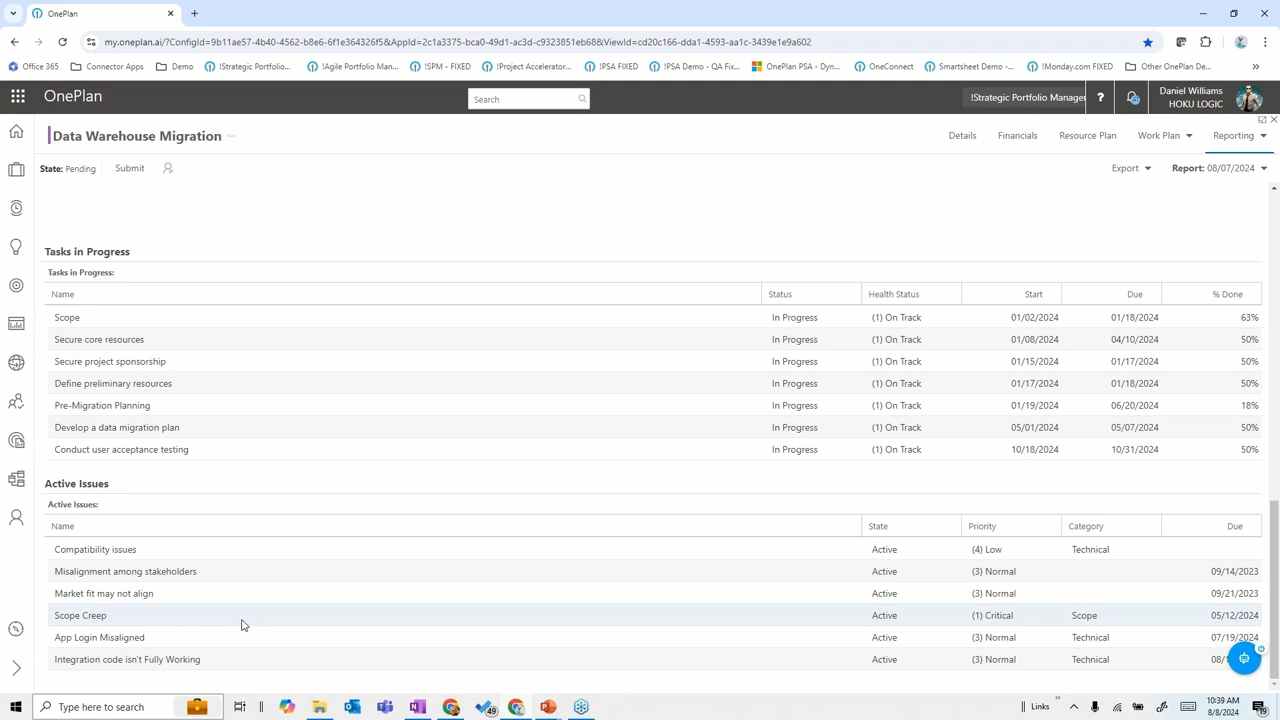 OnePlan
my.oneplan.ai/?ConfigId=9b11ae57-4b40-4562-b8e6-6f1e364326f5&AppId=2c1a3375-bca0-49d1-ac3d-c9323851eb68&ViewId=cd20c166-dda1-4593-aa1c-3439e1e9a602
Office 365 Connector Apps Demo !Strategic Portfolio... !Agile Portfolio Man... !SPM - FIXED !Project Accelerator... !PSA FIXED !PSA Demo - QA Fix... OnePlan PSA - Dyn... OneConnect Smartsheet Demo -... !Monday.com FIXED Other OnePlan De... »
OnePlan Search !Strategic Portfolio Manager ? Daniel Williams
HOKU LOGIC
Data Warehouse Migration ··· Details Financials Resource Plan Work Plan Reporting
State: Pending Submit Export Report: 08/07/2024
Tasks in Progress
Tasks in Progress:
Name Status Health Status Start Due % Done
Scope In Progress (1) On Track 01/02/2024 01/18/2024 63%
Secure core resources In Progress (1) On Track 01/08/2024 04/10/2024 50%
Secure project sponsorship In Progress (1) On Track 01/15/2024 01/17/2024 50%
Define preliminary resources In Progress (1) On Track 01/17/2024 01/18/2024 50%
Pre-Migration Planning In Progress (1) On Track 01/19/2024 06/20/2024 18%
Develop a data migration plan In Progress (1) On Track 05/01/2024 05/07/2024 50%
Conduct user acceptance testing In Progress (1) On Track 10/18/2024 10/31/2024 50%
Active Issues
Active Issues:
Name State Priority Category Due
Compatibility issues Active (4) Low Technical
Misalignment among stakeholders Active (3) Normal 09/14/2023
Market fit may not align Active (3) Normal 09/21/2023
Scope Creep Active (1) Critical Scope 05/12/2024
App Login Misaligned Active (3) Normal Technical 07/19/2024
Integration code isn't Fully Working Active (3) Normal Technical
Type here to search 49 Links » 10:39 AM
8/8/2024 19